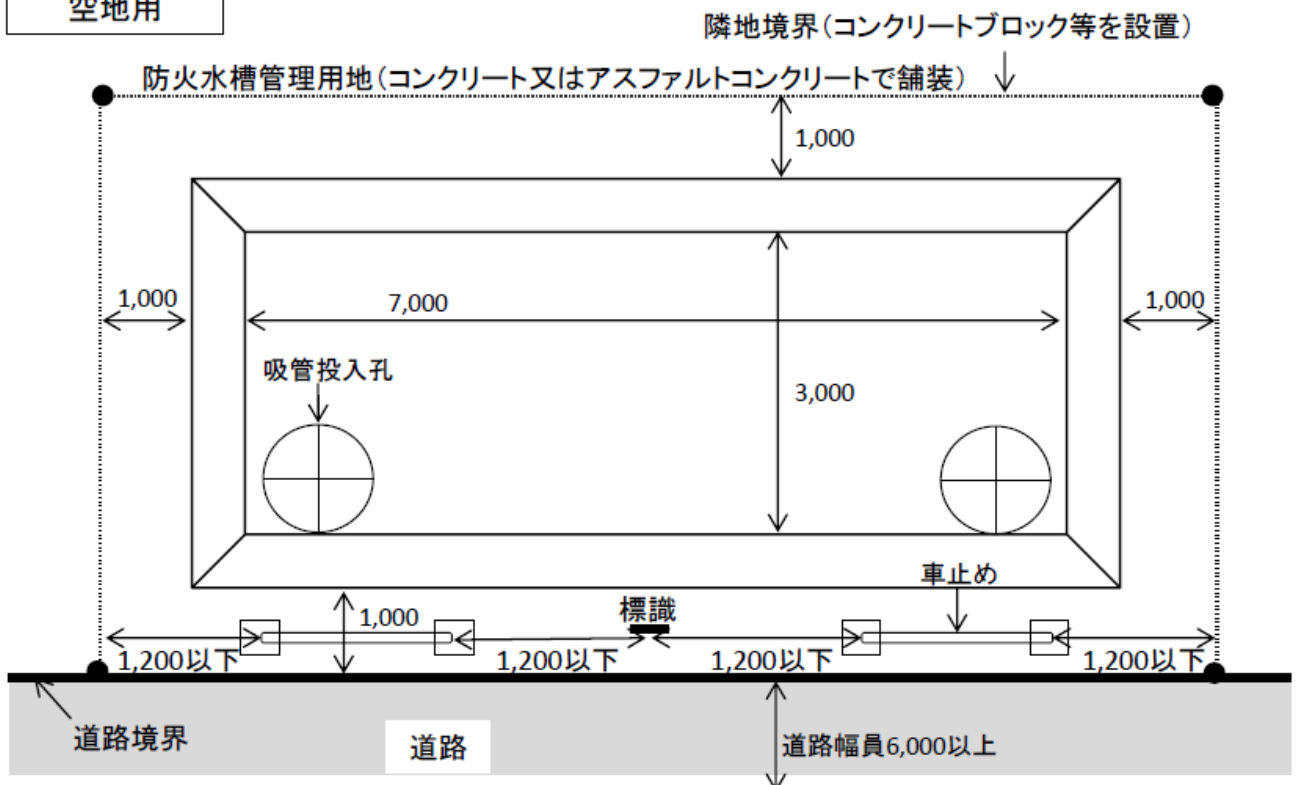 空地用
隣地境界(コンクリートブロック等を設置)
防火水槽管理用地(コンクリート又はアスファルトコンクリートで舗装)
1,000
1,000
7,000
1,000
吸管投入孔
3,000
車止め
1,000
標識
1,200以下
1,200以下
1,200以下
1,200以下
道路境界
道路
道路幅員6,000以上